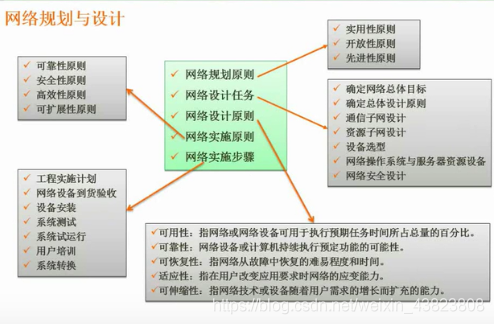 网络规划与设计
✓ 实用性原则
✓ 开放性原则
✓ 先进性原则
✓ 可靠性原则
✓ 安全性原则
✓ 高效性原则
✓ 可扩展性原则
✓ 网络规划原则
✓ 网络设计任务
✓ 网络设计原则
✓ 网络实施原则
✓ 网络实施步骤
✓ 确定网络总体目标
✓ 确定总体设计原则
✓ 通信子网设计
✓ 资源子网设计
✓ 设备选型
✓ 网络操作系统与服务器资源设备
✓ 网络安全设计
✓ 工程实施计划
✓ 网络设备到货验收
✓ 设备安装
✓ 系统测试
✓ 系统试运行
✓ 用户培训
✓ 系统转换
✓可用性：指网络或网络设备可用于执行预期任务时间所占总量的百分比。
✓可靠性：网络设备或计算机持续执行预定功能的可能性。
✓可恢复性：指网络从故障中恢复的难易程度和时间。
✓适应性：指在用户改变应用要求时网络的应变能力。
✓可伸缩性：指网络技术或设备随着用户需求的增长而扩充的能力。
https://blog.csdn.net/weixin_43823808